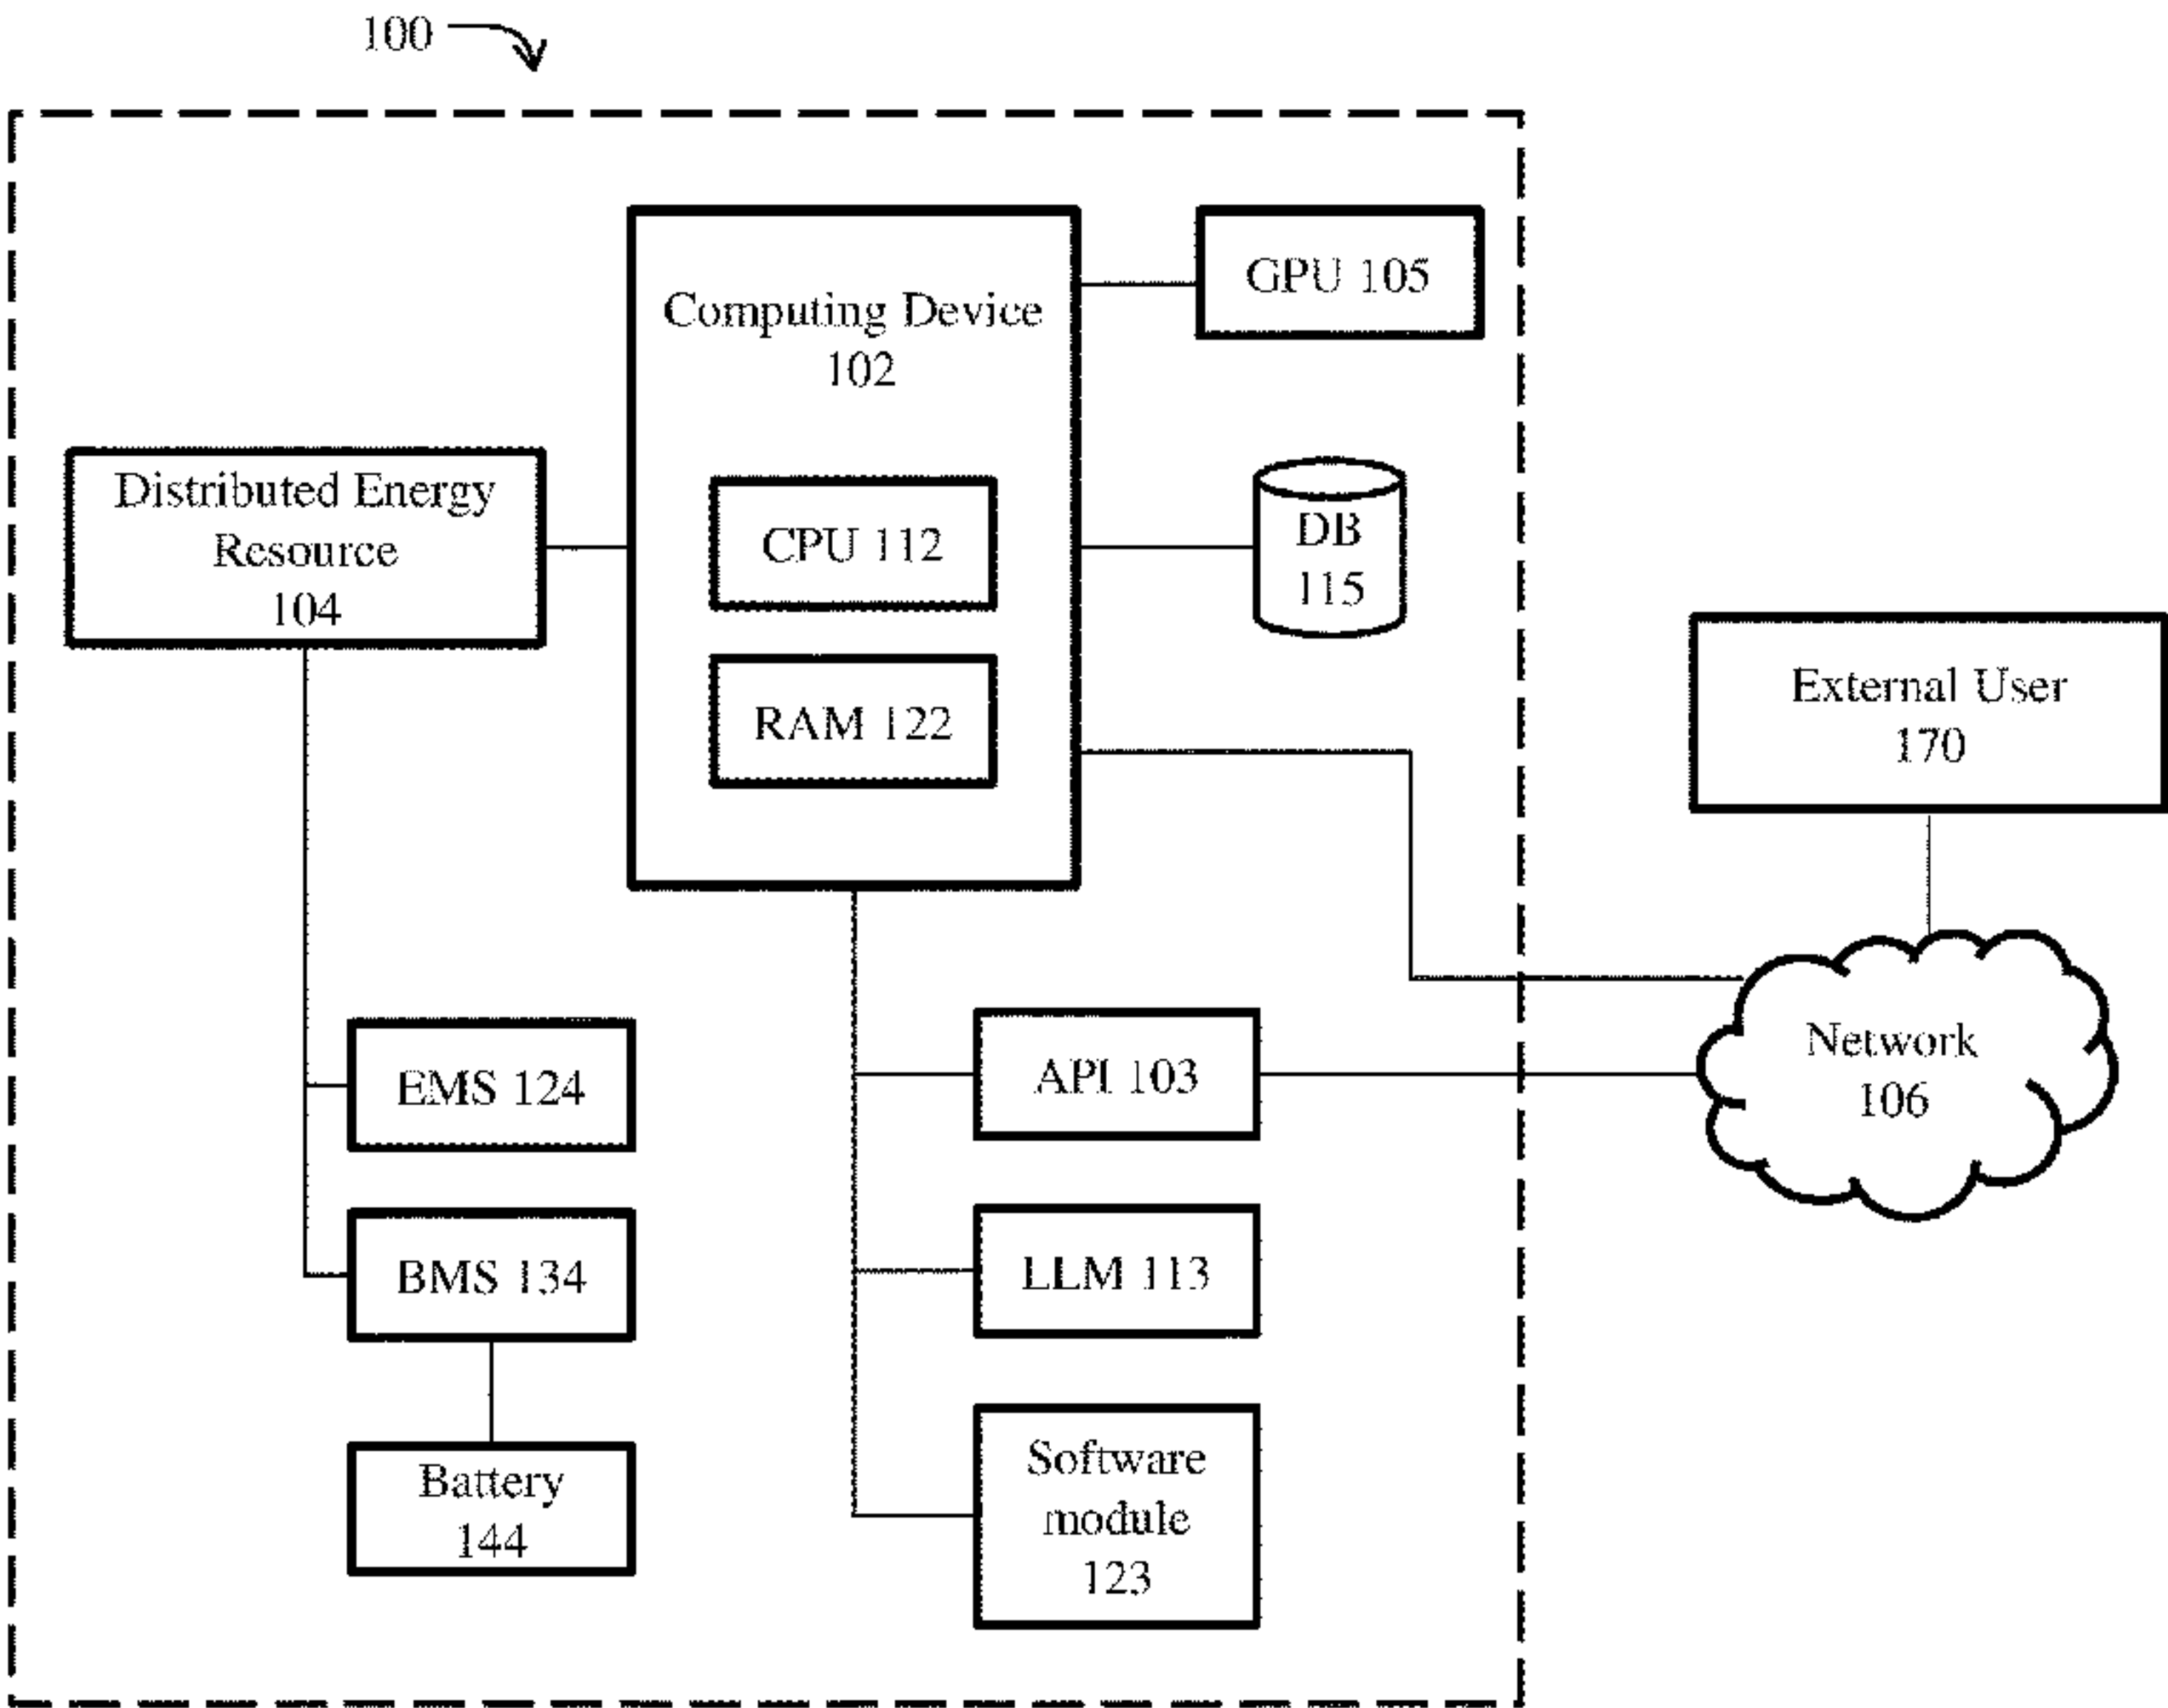 100
Computing Device
102
GPU 105
Distributed Energy
Resource
104
CPU 112
DB
115
RAM 122
External User
170
EMS 124
API 103
Network
106
BMS 134
LLM 113
Battery
144
Software
module
123